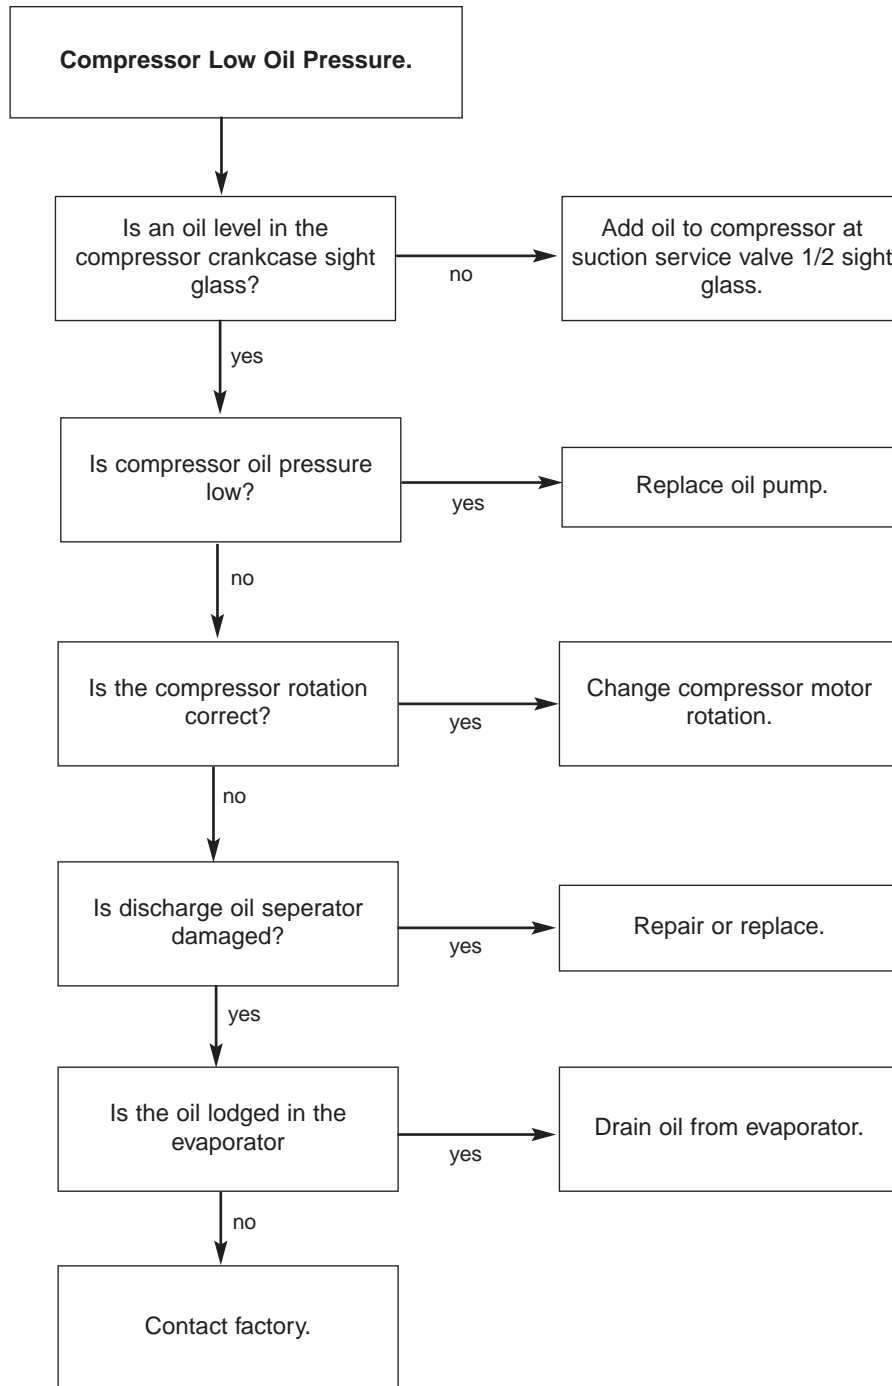 Compressor Low Oil Pressure.
Is an oil level in the
compressor crankcase sight
glass?
no
Add oil to compressor at
suction service valve 1/2 sight
glass.
yes
Is compressor oil pressure
low?
yes
Replace oil pump.
no
Is the compressor rotation
correct?
yes
Change compressor motor
rotation.
no
Is discharge oil seperator
damaged?
yes
Repair or replace.
yes
Is the oil lodged in the
evaporator
yes
Drain oil from evaporator.
no
Contact factory.